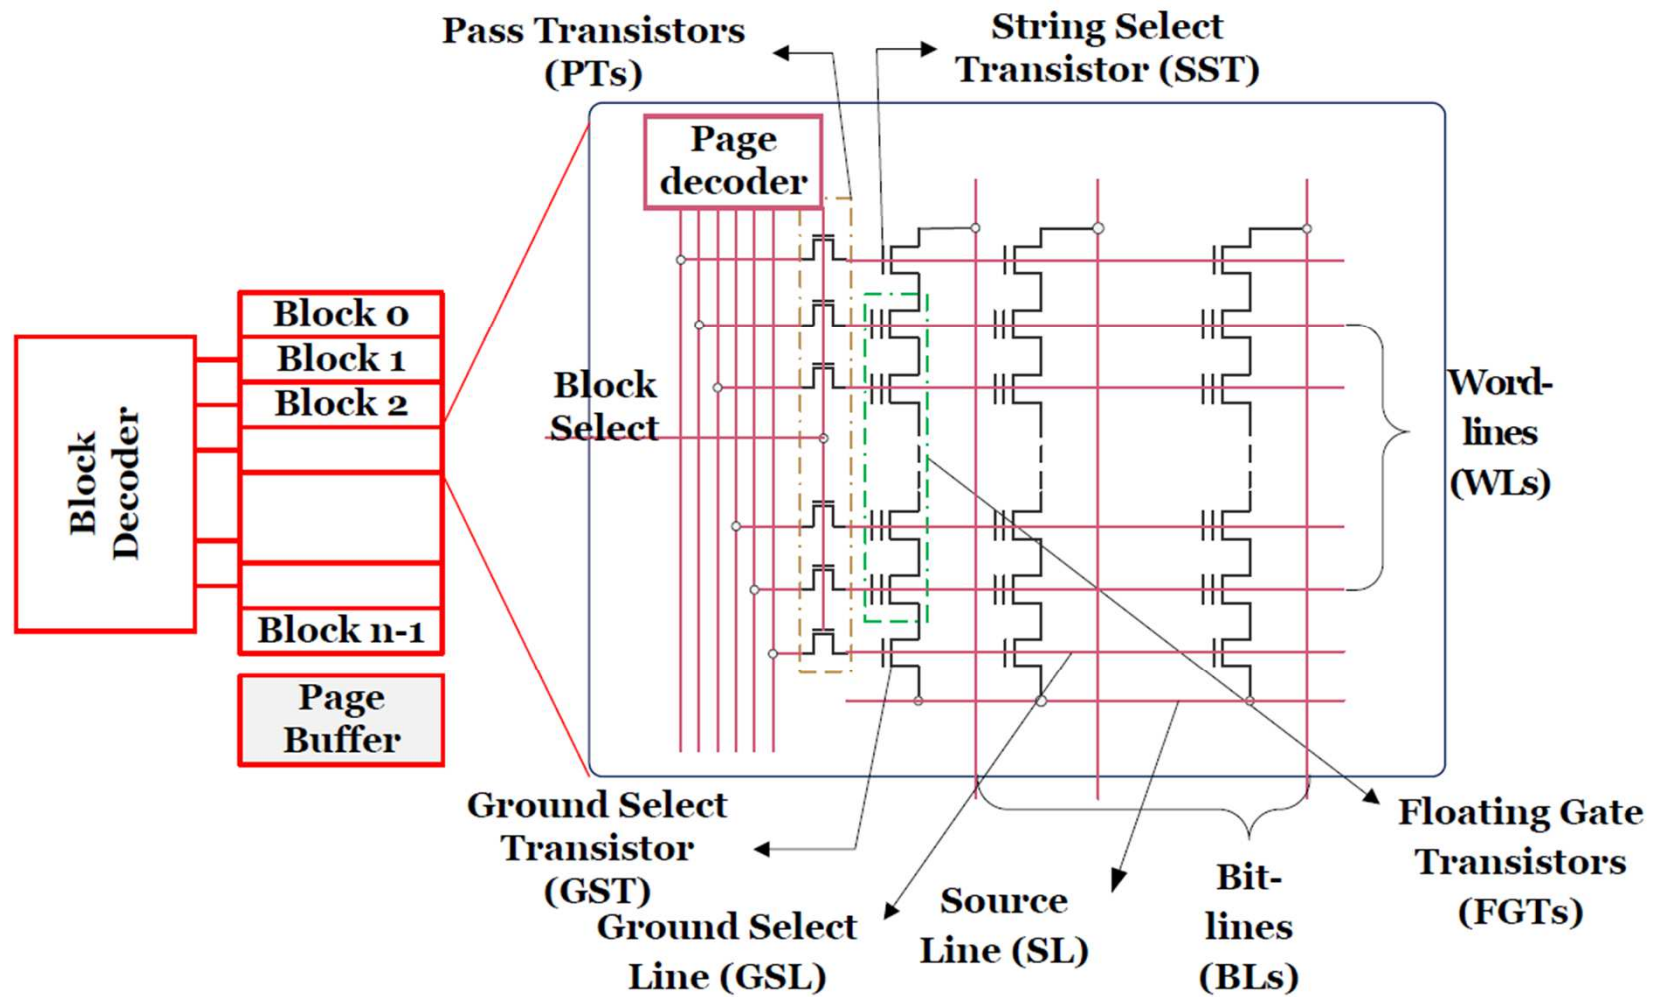 Pass Transistors
(PTs)
String Select
Transistor (SST)
Page
decoder
Block 0
Block 1
Block 2
Block n-1
Block
Decoder
Page
Buffer
Block
Select
Word-
lines
(WLs)
Ground Select
Transistor
(GST)
Ground Select
Line (GSL)
Source
Line (SL)
Bit-
lines
(BLs)
Floating Gate
Transistors
(FGTs)